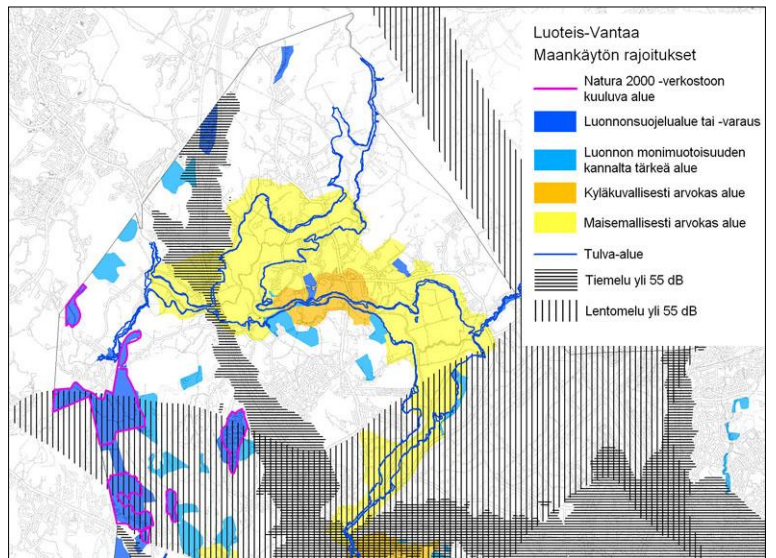 Luoteis-Vantaa
Maankäytön rajoitukset
Natura 2000 -verkostoon
kuuluva alue
Luonnonsuojelualue tai -varaus
Luonnon monimuotoisuuden
kannalta tärkeä alue
Kyläkuvallisesti arvokas alue
Maisemallisesti arvokas alue
Tulva-alue
Tiemelu yli 55 dB
Lentomelu yli 55 dB